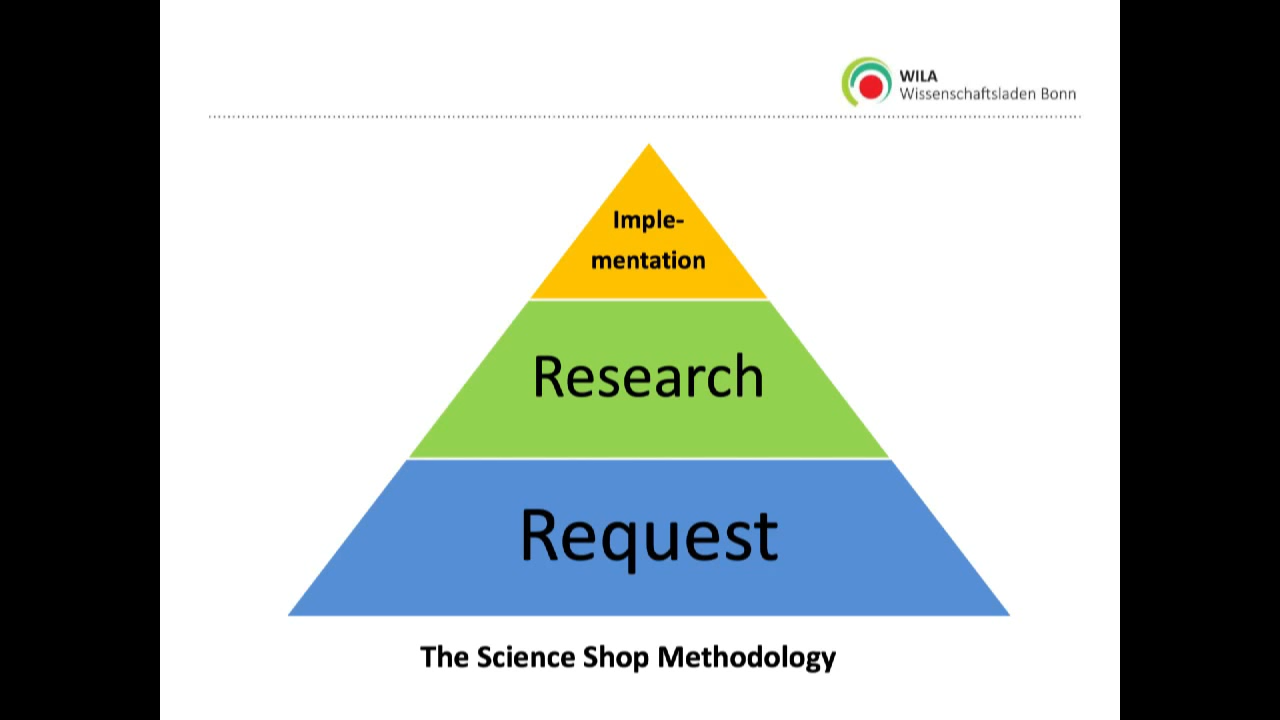 WILA
Wissenschaftsladen Bonn
Imple-
mentation
Research
Request
The Science Shop Methodology